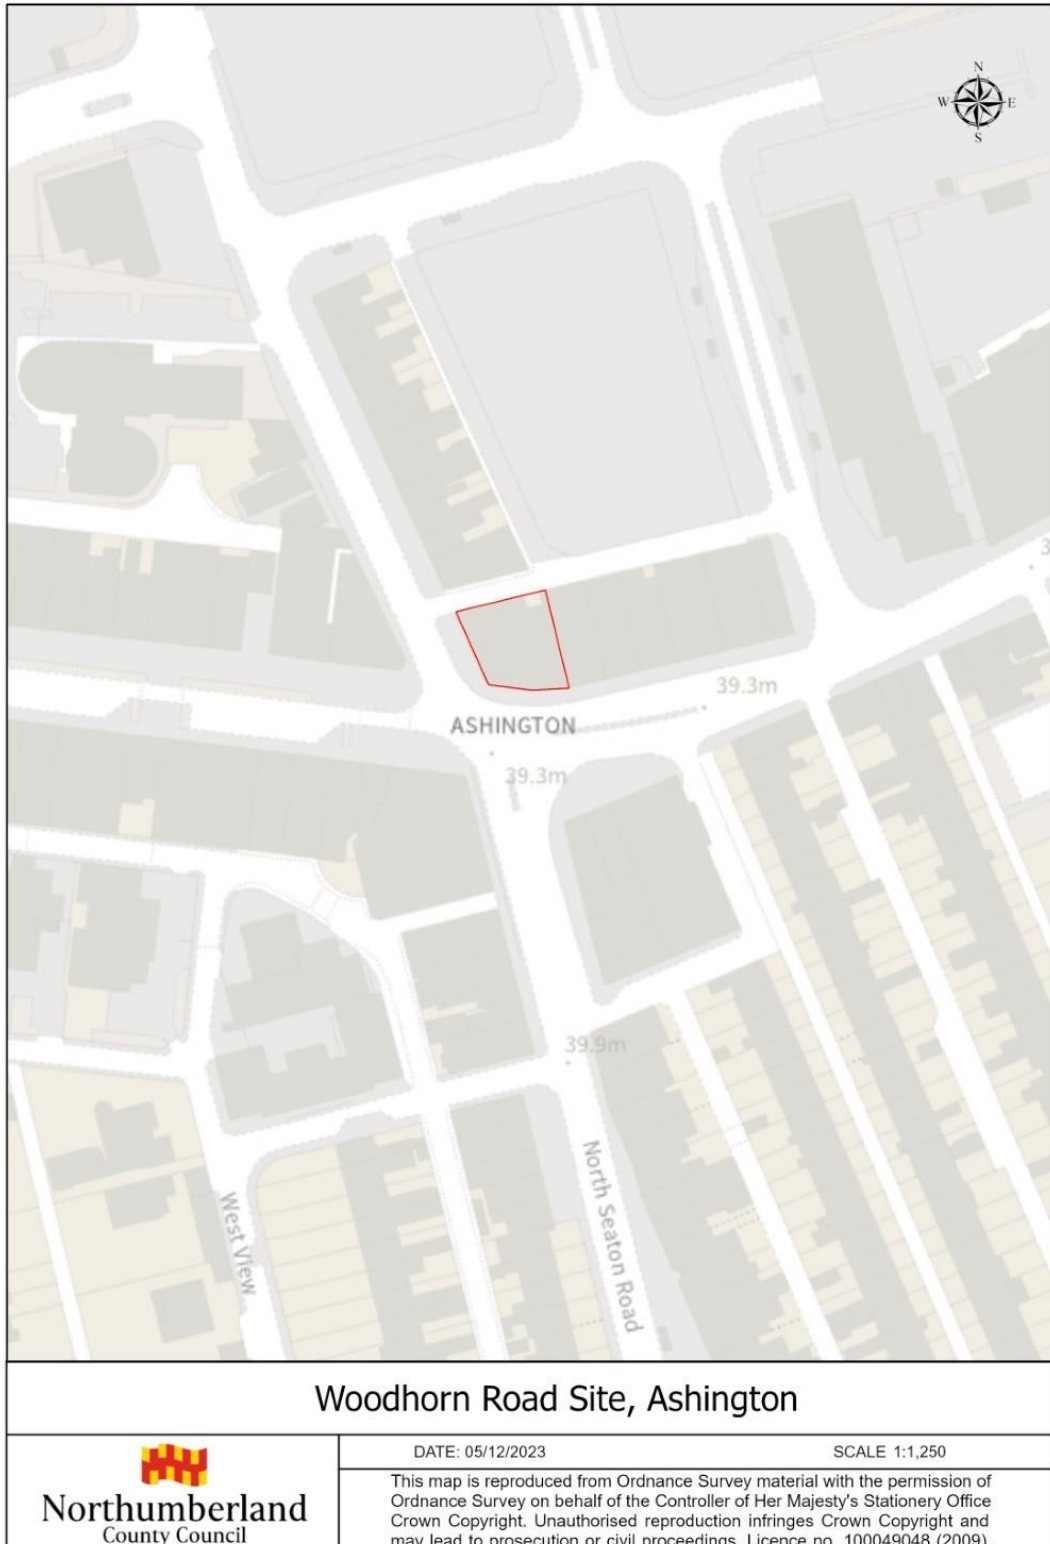 N
W E
S
3
39.3m
ASHINGTON
39.3m
39.9m
North Seaton Road
West View
Woodhorn Road Site, Ashington
Northumberland
County Council
DATE: 05/12/2023 SCALE 1:1,250
This map is reproduced from Ordnance Survey material with the permission of
Ordnance Survey on behalf of the Controller of Her Majesty's Stationery Office
Crown Copyright. Unauthorised reproduction infringes Crown Copyright and
may lead to prosecution or civil proceedings. Licence no. 100049048 (2009).